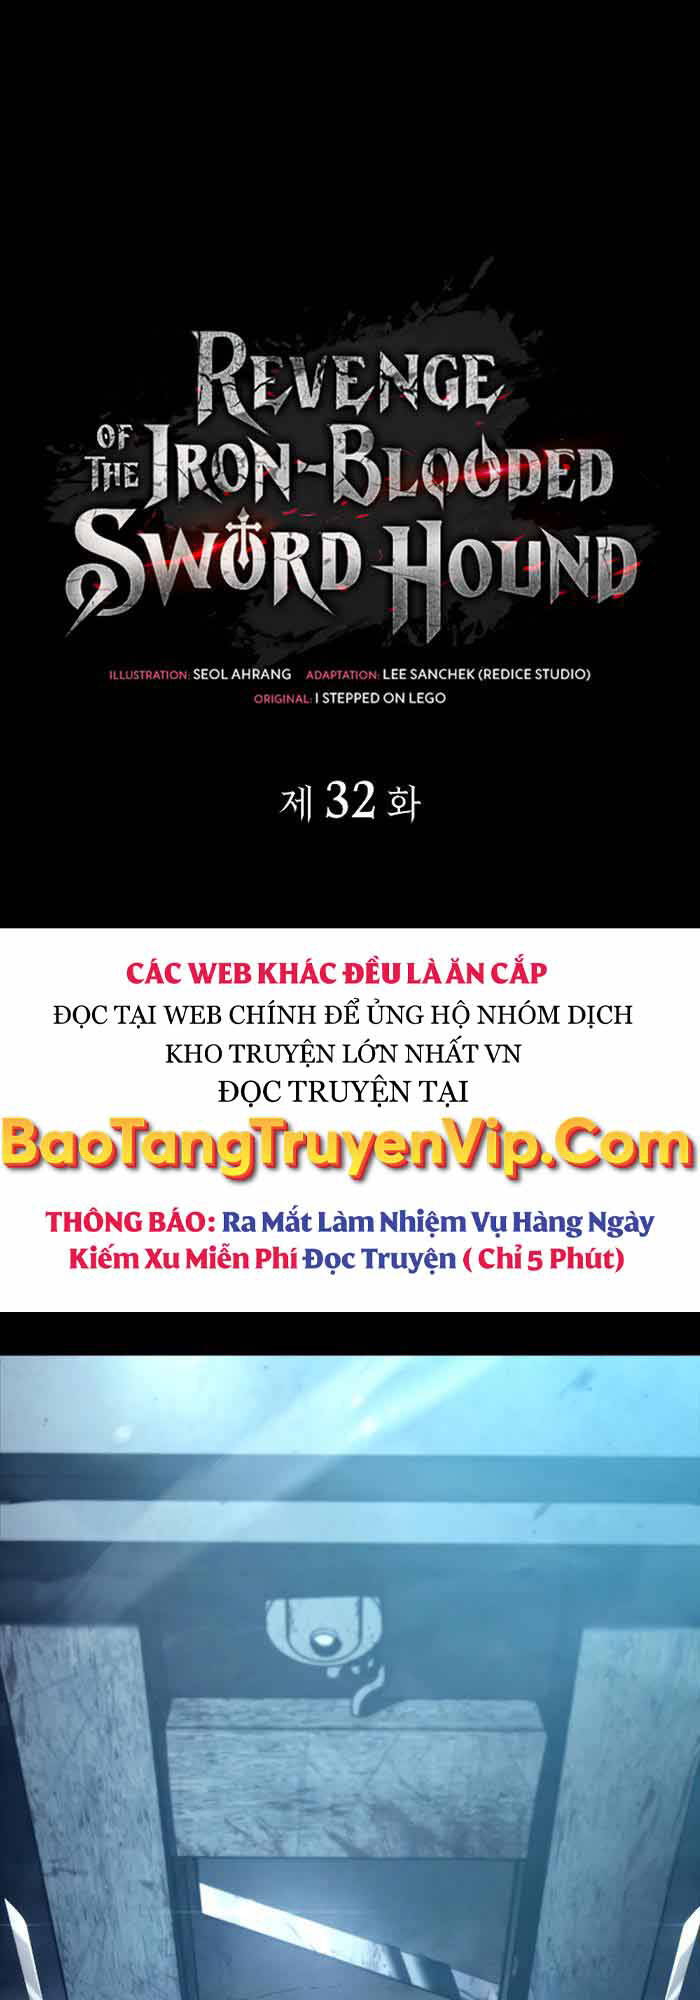 REVENGE
OF THE IRON-BLOODED
SWORD HOUND
ILLUSTRATION: SEOL AHRANG ADAPTATION: LEE SANCHEK (REDICE STUDIO)
ORIGINAL: I STEPPED ON LEGO
제 32 화
CÁC WEB KHÁC ĐỀU LÀ ĂN CẮP
ĐỌC TẠI WEB CHÍNH ĐỂ ỦNG HỘ NHÓM DỊCH
KHO TRUYỆN LỚN NHẤT VN
ĐỌC TRUYỆN TẠI
BaoTangTruyenVip.Com
THÔNG BÁO: Ra Mắt Làm Nhiệm Vụ Hàng Ngày
Kiếm Xu Miễn Phí Đọc Truyện ( Chỉ 5 Phút)